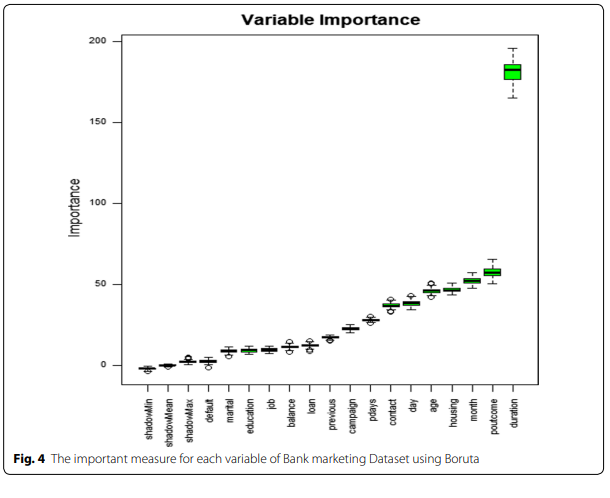 Variable Importance
200
150
100
50
0
Importance
shadowMin
shadowMean
shadowMax
default
marital
education
job
balance
loan
previous
campaign
pdays
contact
day
age
housing
month
poutcome
duration
Fig. 4 The important measure for each variable of Bank marketing Dataset using Boruta